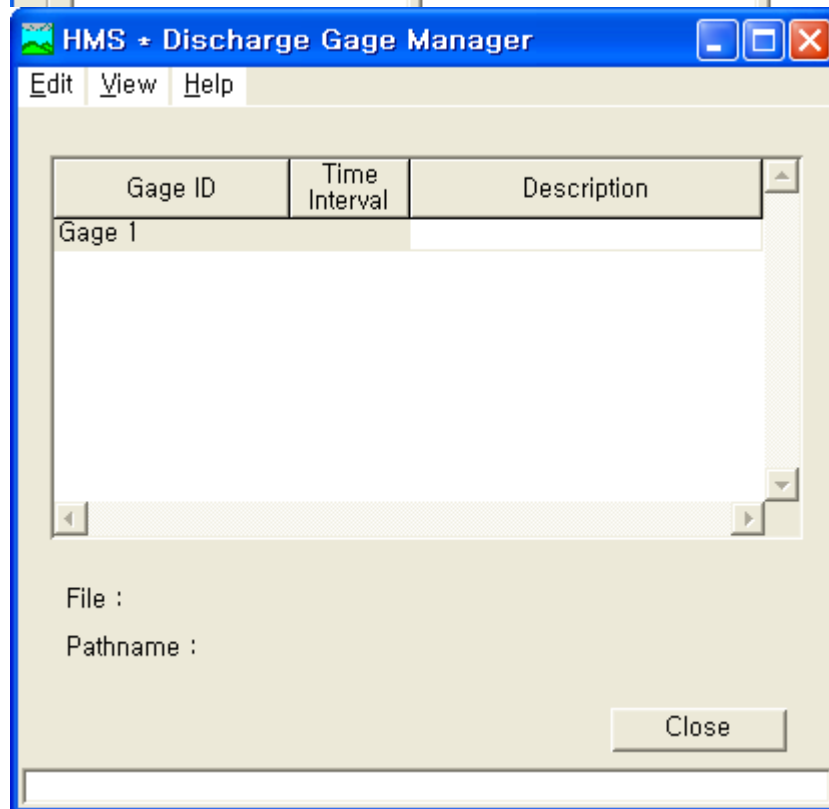 HMS * Discharge Gage Manager
Edit View Help
Gage ID
Time
Interval
Description
Gage 1
File :
Pathname :
Close